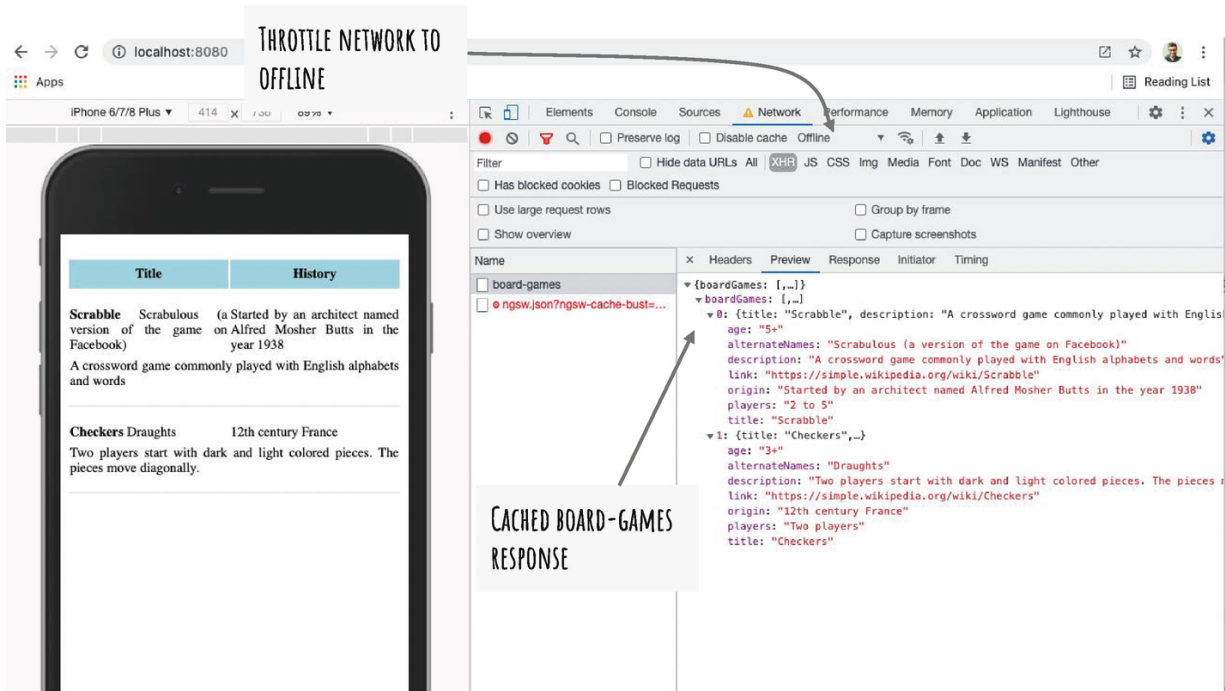 THROTTLE NETWORK TO
OFFLINE
localhost:8080
Apps
Reading List
iPhone 6/7/8 Plus ▼ 414 x 736 69% ▼
Elements Console Sources Network Performance Memory Application Lighthouse
Preserve log Disable cache Offline
Filter
Hide data URLs All XHR JS CSS Img Media Font Doc WS Manifest Other
Has blocked cookies Blocked Requests
Use large request rows Group by frame
Show overview Capture screenshots
Name
× Headers Preview Response Initiator Timing
board-games
ngsw.json?ngsw-cache-bust=...
▼{boardGames: [,…]}
▼boardGames: [,…]
▼0: {title: "Scrabble", description: "A crossword game commonly played with Englis
age: "5+"
alternateNames: "Scrabulous (a version of the game on Facebook)"
description: "A crossword game commonly played with English alphabets and words"
link: "https://simple.wikipedia.org/wiki/Scrabble"
origin: "Started by an architect named Alfred Mosher Butts in the year 1938"
players: "2 to 5"
title: "Scrabble"
▼1: {title: "Checkers",…}
age: "3+"
alternateNames: "Draughts"
description: "Two players start with dark and light colored pieces. The pieces
link: "https://simple.wikipedia.org/wiki/Checkers"
origin: "12th century France"
players: "Two players"
title: "Checkers"
Title History
Scrabble Scrabulous (a Started by an architect named
version of the game on Alfred Mosher Butts in the
Facebook) year 1938
A crossword game commonly played with English alphabets
and words
Checkers Draughts 12th century France
Two players start with dark and light colored pieces. The
pieces move diagonally.
CACHED BOARD-GAMES
RESPONSE